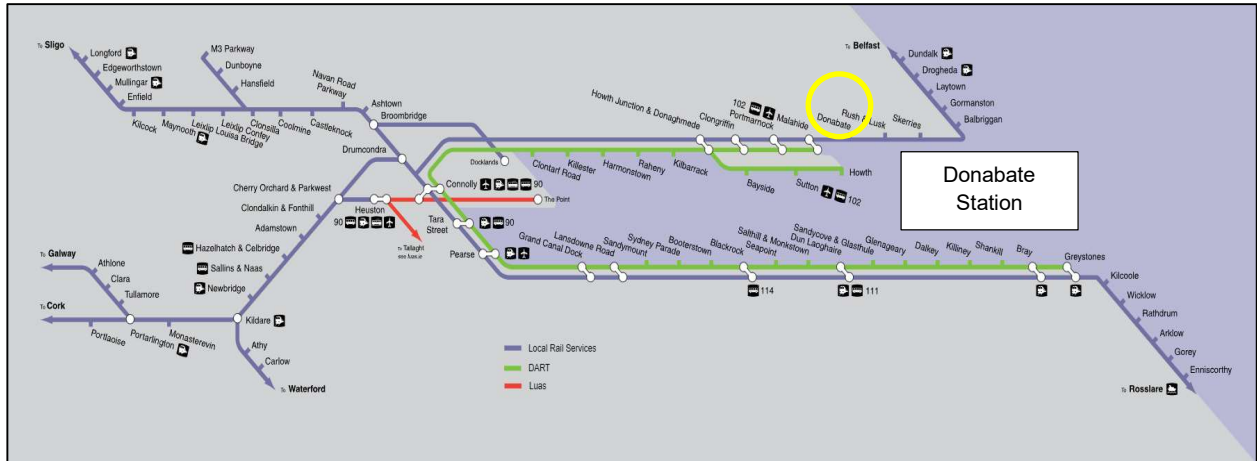 To Sligo
Longford
Edgeworthstown
Mullingar
Enfield
M3 Parkway
Dunboyne
Hansfield
Navan Road
Parkway
Ashtown
Broombridge
Kilcock
Maynooth
Leixlip Louisa Bridge
Leixlip Confey
Clonsilla
Coolmine
Castleknock
Drumcondra
Docklands
Cherry Orchard & Parkwest
Clondalkin & Fonthill
Adamstown
Hazelhatch & Celbridge
Sallins & Naas
Newbridge
Heuston
90
Connolly
90
The Point
To Tallaght
see luas.ie
Tara
Street
90
Pearse
To Galway
Athlone
Clara
Tullamore
To Cork
Portlaoise
Portarlington
Monasterevin
Kildare
Athy
Carlow
To Waterford
Howth Junction & Donaghmede
Clongriffin
102
Portmarnock
Malahide
Donabate
Rush & Lusk
Skerries
To Belfast
Dundalk
Drogheda
Laytown
Gormanston
Balbriggan
Clontarf Road
Killester
Harmonstown
Raheny
Kilbarrack
Bayside
Sutton
102
Howth
Donabate
Station
Grand Canal Dock
Lansdowne Road
Sandymount
Sydney Parade
Booterstown
Blackrock
Seapoint
Salthill & Monkstown
Dun Laoghaire
Sandycove & Glasthule
Glenageary
Dalkey
Killiney
Shankill
Bray
Greystones
114
111
Kilcoole
Wicklow
Rathdrum
Arklow
Gorey
Enniscorthy
To Rosslare
Local Rail Services
DART
Luas